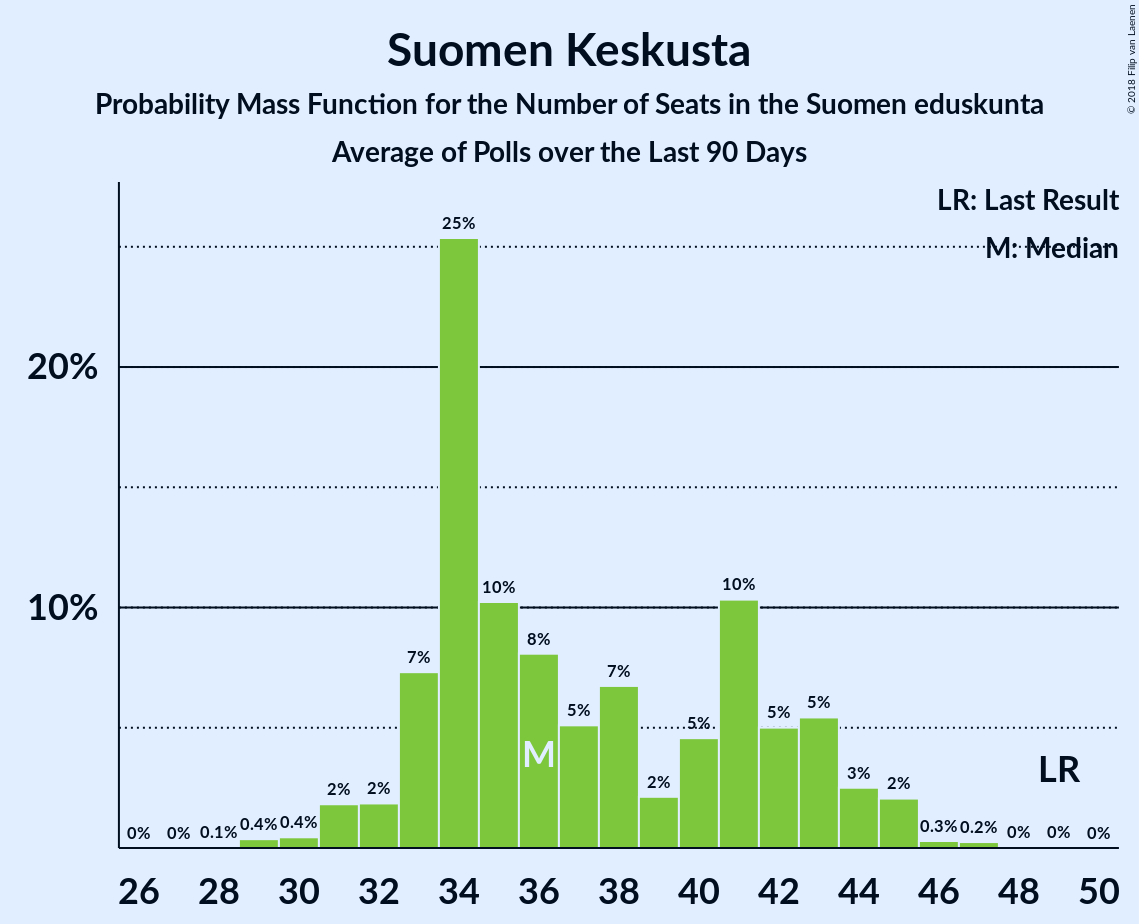 Suomen Keskusta
Probability Mass Function for the Number of Seats in the Suomen eduskunta
Average of Polls over the Last 90 Days
© 2018 Filip van Laenen
LR: Last Result
M: Median
20%
10%
0% 0% 0.1% 0.4% 0.4% 2% 2% 7% 25% 10% 8% 5% 7% 2% 5% 10% 5% 5% 3% 2% 0.3% 0.2% 0% 0% 0%
M
LR
26 28 30 32 34 36 38 40 42 44 46 48 50